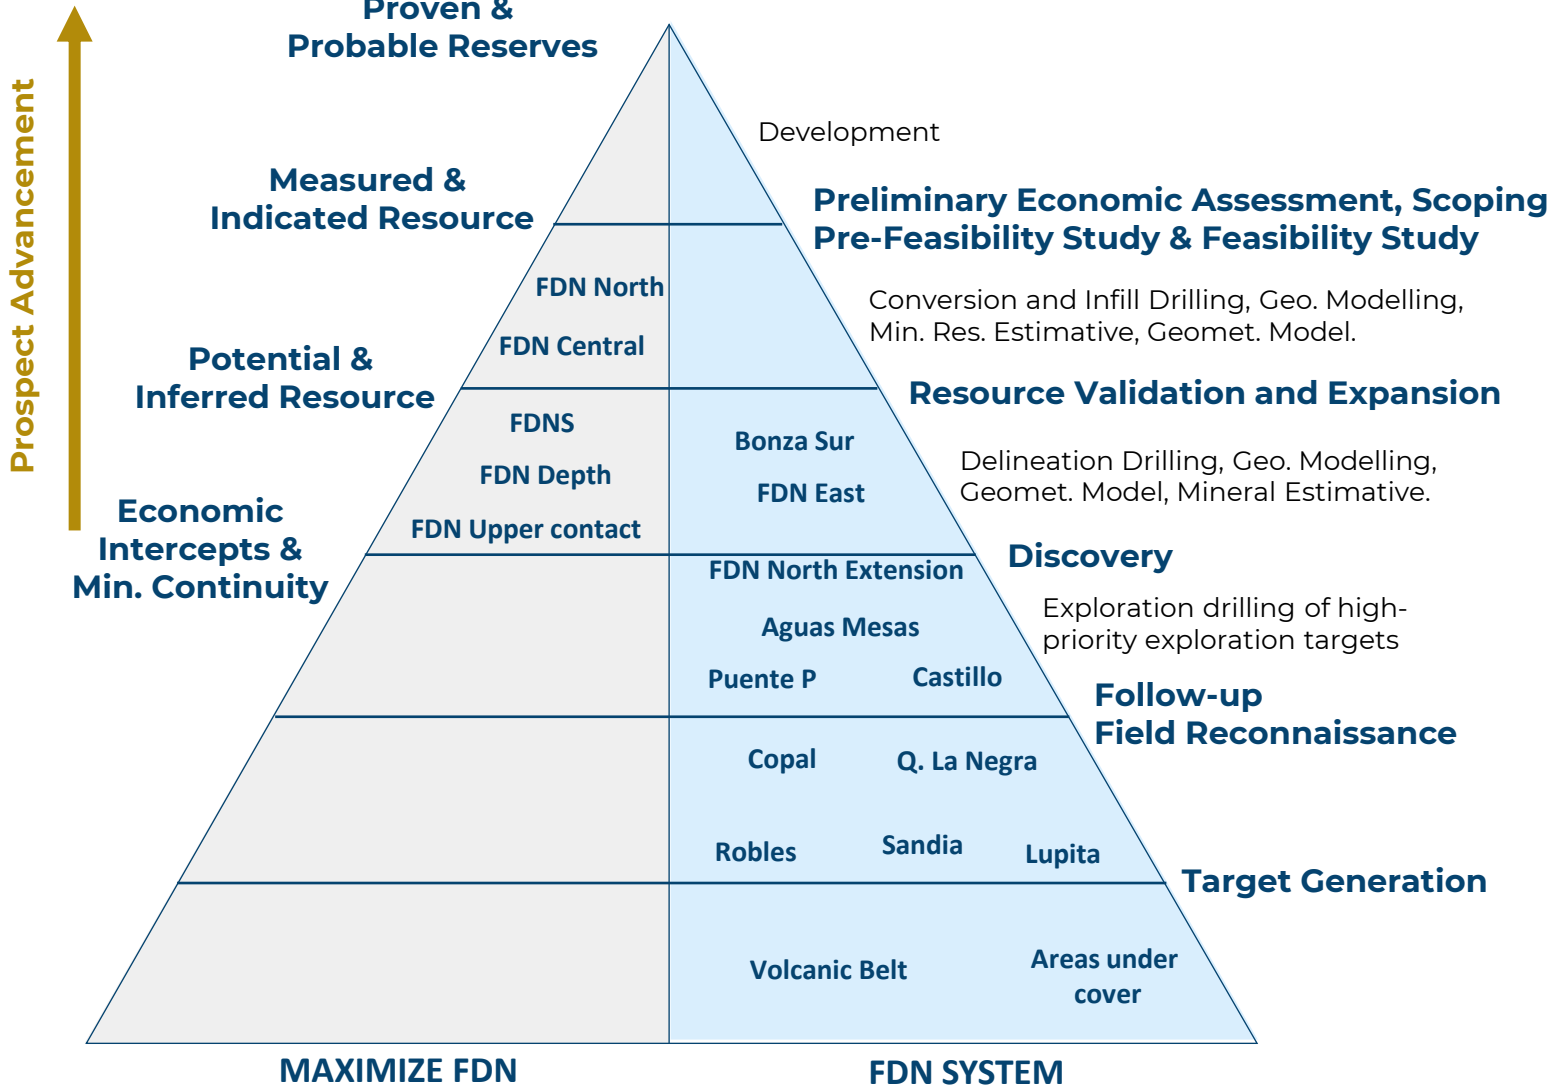 Proven &
Probable Reserves
Prospect Advancement
Development
Measured &
Indicated Resource
Preliminary Economic Assessment, Scoping
Pre-Feasibility Study & Feasibility Study
FDN North
FDN Central
Conversion and Infill Drilling, Geo. Modelling,
Min. Res. Estimative, Geomet. Model.
Potential &
Inferred Resource
Resource Validation and Expansion
FDNS
FDN Depth
FDN Upper contact
Bonza Sur
FDN East
Delineation Drilling, Geo. Modelling,
Geomet. Model, Mineral Estimative.
Economic
Intercepts &
Min. Continuity
Discovery
FDN North Extension
Aguas Mesas
Puente P
Castillo
Exploration drilling of high-
priority exploration targets
Follow-up
Field Reconnaissance
Copal
Q. La Negra
Robles
Sandia
Lupita
Target Generation
Volcanic Belt
Areas under
cover
MAXIMIZE FDN
FDN SYSTEM